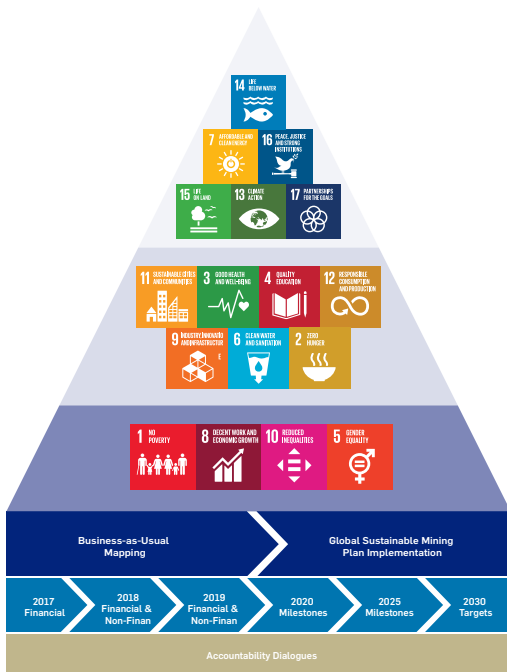 14 LIFE
BELOW WATER
7 AFFORDABLE AND
CLEAN ENERGY
16 PEACE, JUSTICE
AND STRONG
INSTITUTIONS
15 LIFE
ON LAND
13 CLIMATE
ACTION
17 PARTNERSHIPS
FOR THE GOALS
11 SUSTAINABLE CITIES
AND COMMUNITIES
3 GOOD HEALTH
AND WELL-BEING
4 QUALITY
EDUCATION
12 RESPONSIBLE
CONSUMPTION
AND PRODUCTION
9 INDUSTRY, INNOVATIO
AND INFRASTRUCTUR
E
6 CLEAN WATER
AND SANITATION
2 ZERO
HUNGER
1 NO
POVERTY
8 DECENT WORK AND
ECONOMIC GROWTH
10 REDUCED
INEQUALITIES
5 GENDER
EQUALITY
Business-as-Usual
Mapping
Global Sustainable Mining
Plan Implementation
2017
Financial
2018
Financial &
Non-Finan
2019
Financial &
Non-Finan
2020
Milestones
2025
Milestones
2030
Targets
Accountability Dialogues